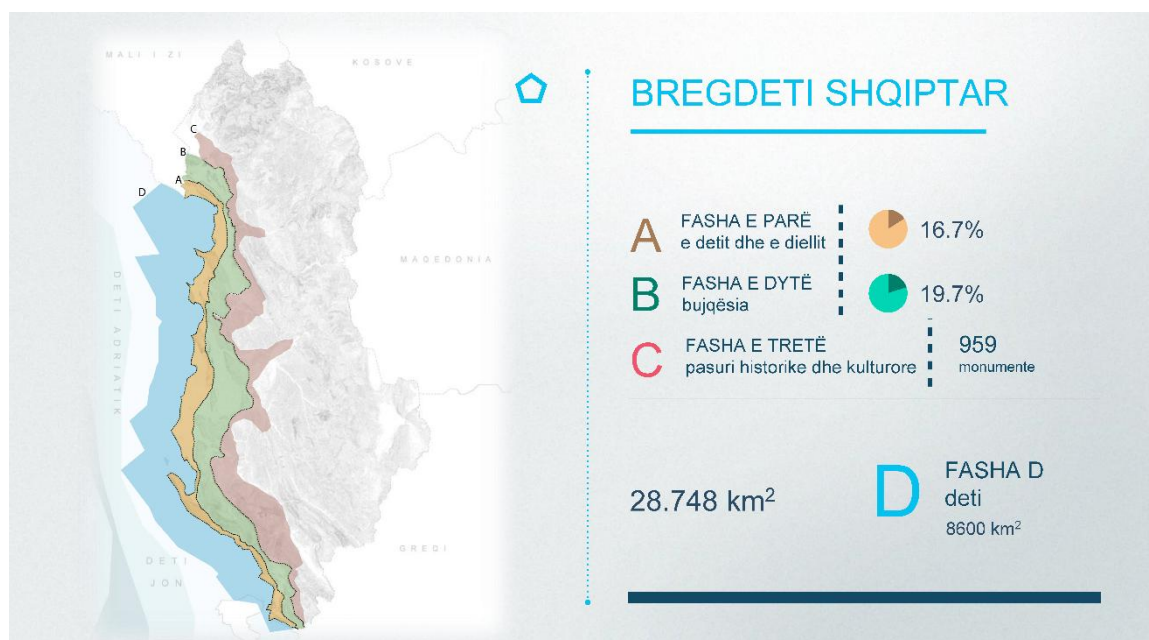 MALI I ZI
KOSOVE
C
B
A
D
MAQEDONIA
DETI ADRIATIK
DETI
JON
GREQI
BREGDETI SHQIPTAR
A
FASHA E PARË
e detit dhe e diellit
16.7%
B
FASHA E DYTË
bujqësia
19.7%
C
FASHA E TRETË
pasuri historike dhe kulturore
959
monumente
28.748 km²
D
FASHA D
deti
8600 km²